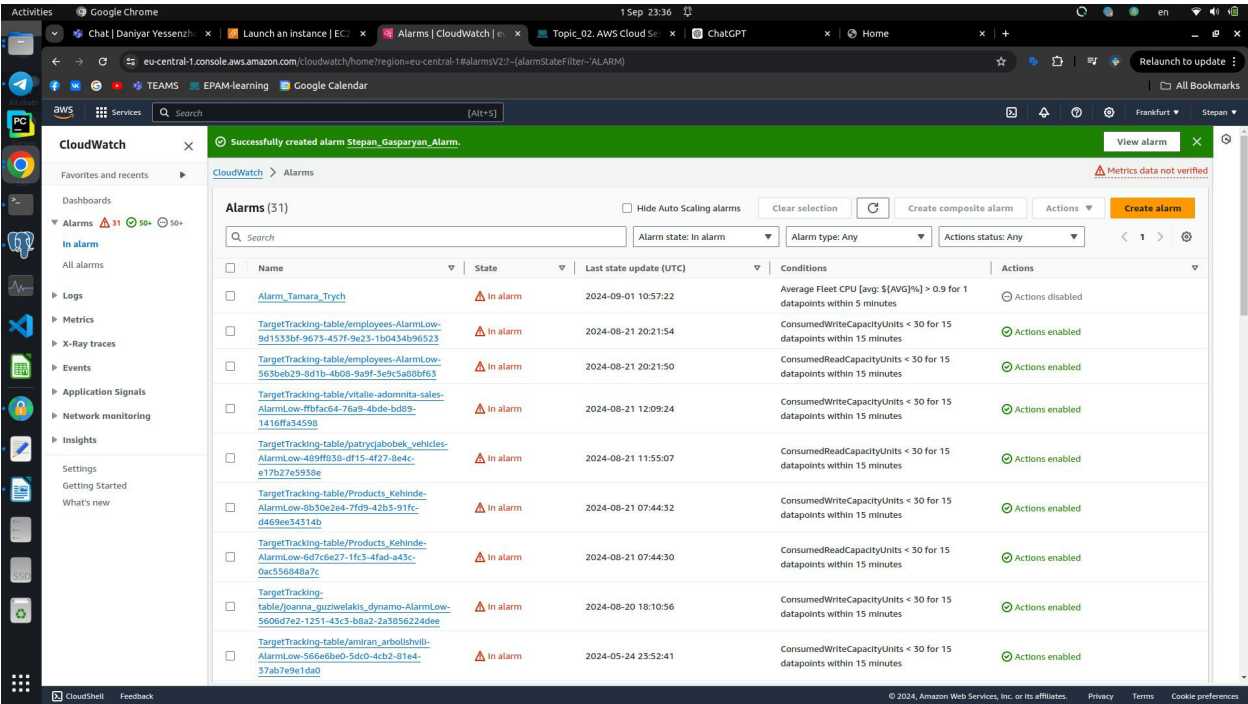 Activities
Google Chrome
1 Sep 23:36
en
Chat | Daniyar Yessenzh
Launch an instance | EC2
Alarms | CloudWatch | eu
Topic_02. AWS Cloud Ser
ChatGPT
Home
eu-central-1.console.aws.amazon.com/cloudwatch/home?region=eu-central-1#alarmsV2:?~(alarmStateFilter~'ALARM)
Relaunch to update
TEAMS
EPAM-learning
Google Calendar
All Bookmarks
All chats
aws
Services
Search
[Alt+S]
Frankfurt
Stepan
CloudWatch
Favorites and recents
Dashboards
Alarms 31 50+ 50+
In alarm
All alarms
Logs
Metrics
X-Ray traces
Events
Application Signals
Network monitoring
Insights
Settings
Getting Started
What's new
Successfully created alarm Stepan_Gasparyan_Alarm.
View alarm
CloudWatch > Alarms
Metrics data not verified
Alarms (31)
Hide Auto Scaling alarms
Clear selection
Create composite alarm
Actions
Create alarm
Search
Alarm state: In alarm
Alarm type: Any
Actions status: Any
1
Name
State
Last state update (UTC)
Conditions
Actions
Alarm_Tamara_Trych
In alarm
2024-09-01 10:57:22
Average Fleet CPU [avg: ${AVG}%] > 0.9 for 1
datapoints within 5 minutes
Actions disabled
TargetTracking-table/employees-AlarmLow-
9d1533bf-9673-457f-9e23-1b0434b96523
In alarm
2024-08-21 20:21:54
ConsumedWriteCapacityUnits < 30 for 15
datapoints within 15 minutes
Actions enabled
TargetTracking-table/employees-AlarmLow-
563beb29-8d1b-4b08-9a9f-3e9c5a88bf63
In alarm
2024-08-21 20:21:50
ConsumedReadCapacityUnits < 30 for 15
datapoints within 15 minutes
Actions enabled
TargetTracking-table/vitalie-adomnita-sales-
AlarmLow-ffbfac64-76a9-4bde-bd89-
1416ffa34598
In alarm
2024-08-21 12:09:24
ConsumedWriteCapacityUnits < 30 for 15
datapoints within 15 minutes
Actions enabled
TargetTracking-table/patrycjabobek_vehicles-
AlarmLow-489ff838-df15-4f27-8e4c-
e17b27e5938e
In alarm
2024-08-21 11:55:07
ConsumedReadCapacityUnits < 30 for 15
datapoints within 15 minutes
Actions enabled
TargetTracking-table/Products_Kehinde-
AlarmLow-8b30e2e4-7fd9-42b3-91fc-
d469ee34314b
In alarm
2024-08-21 07:44:32
ConsumedWriteCapacityUnits < 30 for 15
datapoints within 15 minutes
Actions enabled
TargetTracking-table/Products_Kehinde-
AlarmLow-6d7c6e27-1fc3-4fad-a43c-
0ac556848a7c
In alarm
2024-08-21 07:44:30
ConsumedReadCapacityUnits < 30 for 15
datapoints within 15 minutes
Actions enabled
TargetTracking-
table/joanna_guziwelakis_dynamo-AlarmLow-
5606d7e2-1251-43c3-b8a2-2a3856224dee
In alarm
2024-08-20 18:10:56
ConsumedWriteCapacityUnits < 30 for 15
datapoints within 15 minutes
Actions enabled
TargetTracking-table/amiran_arbolishvili-
AlarmLow-566e6be0-5dc0-4cb2-81e4-
37ab7e9e1da0
In alarm
2024-05-24 23:52:41
ConsumedWriteCapacityUnits < 30 for 15
datapoints within 15 minutes
Actions enabled
CloudShell
Feedback
© 2024, Amazon Web Services, Inc. or its affiliates.
Privacy
Terms
Cookie preferences
PC
SSD